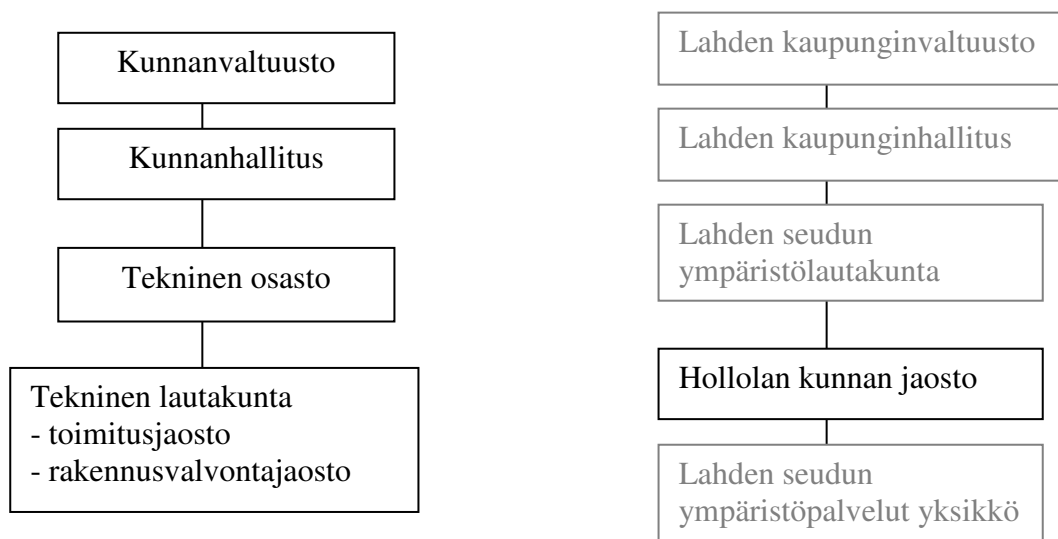 Kunnanvaltuusto
Kunnanhallitus
Tekninen osasto
Tekninen lautakunta
- toimitusjaosto
- rakennusvalvontajaosto
Lahden kaupunginvaltuusto
Lahden kaupunginhallitus
Lahden seudun
ympäristölautakunta
Hollolan kunnan jaosto
Lahden seudun
ympäristöpalvelut yksikkö